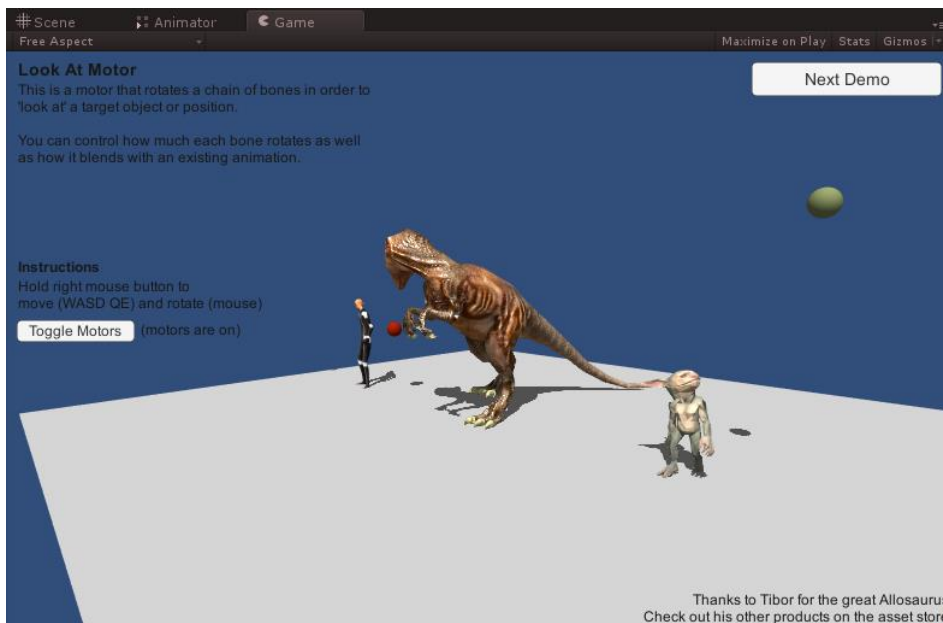 Scene Animator Game
Free Aspect Maximize on Play Stats Gizmos
Look At Motor
This is a motor that rotates a chain of bones in order to
'look at' a target object or position.
You can control how much each bone rotates as well
as how it blends with an existing animation.
Next Demo
Instructions
Hold right mouse button to
move (WASD QE) and rotate (mouse)
Toggle Motors (motors are on)
Thanks to Tibor for the great Allosaurus
Check out his other products on the asset store